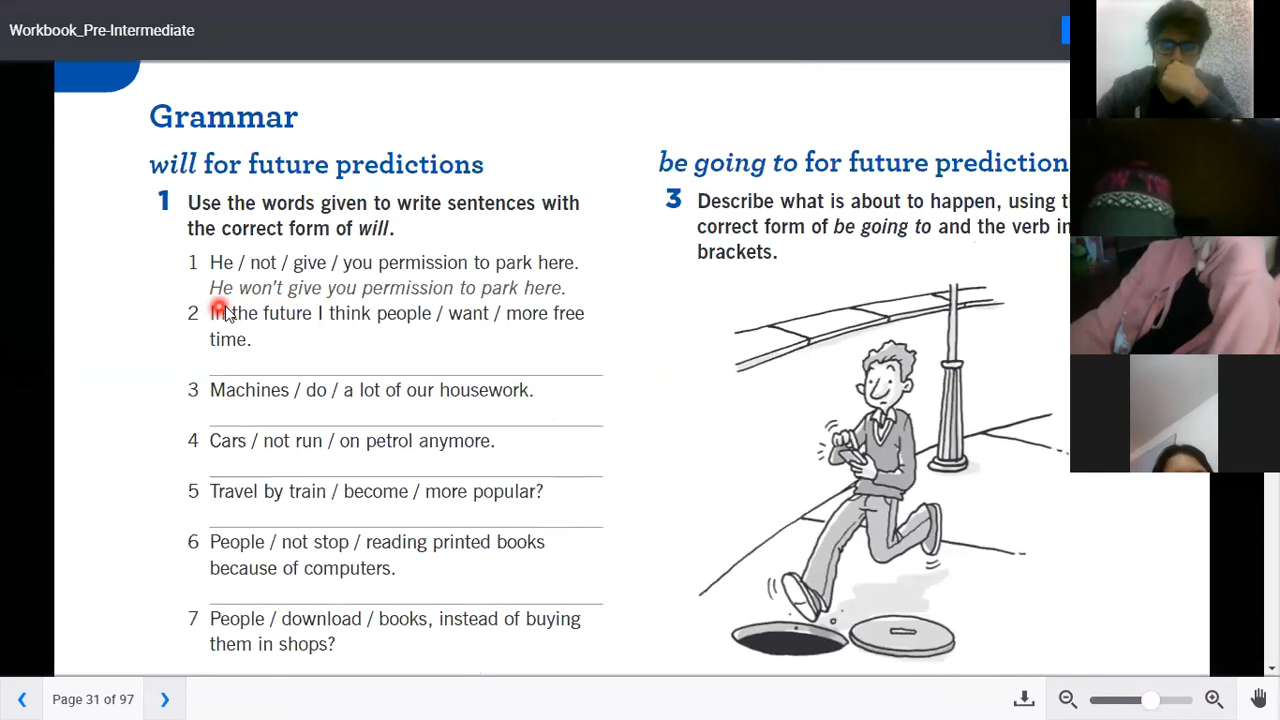 Workbook_Pre-Intermediate
Grammar
will for future predictions
1 Use the words given to write sentences with
the correct form of will.
1 He / not / give / you permission to park here.
He won't give you permission to park here.
2 In the future I think people / want / more free
time.
3 Machines / do / a lot of our housework.
4 Cars / not run / on petrol anymore.
5 Travel by train / become / more popular?
6 People / not stop / reading printed books
because of computers.
7 People / download / books, instead of buying
them in shops?
be going to for future prediction
3 Describe what is about to happen, using t
correct form of be going to and the verb in
brackets.
Page 31 of 97